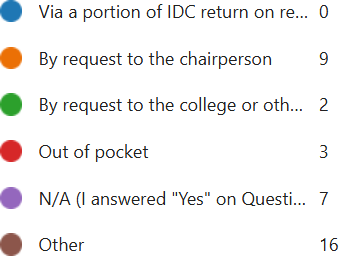 Via a portion of IDC return on re... 0
By request to the chairperson 9
By request to the college or oth... 2
Out of pocket 3
N/A (I answered "Yes" on Questi... 7
Other 16